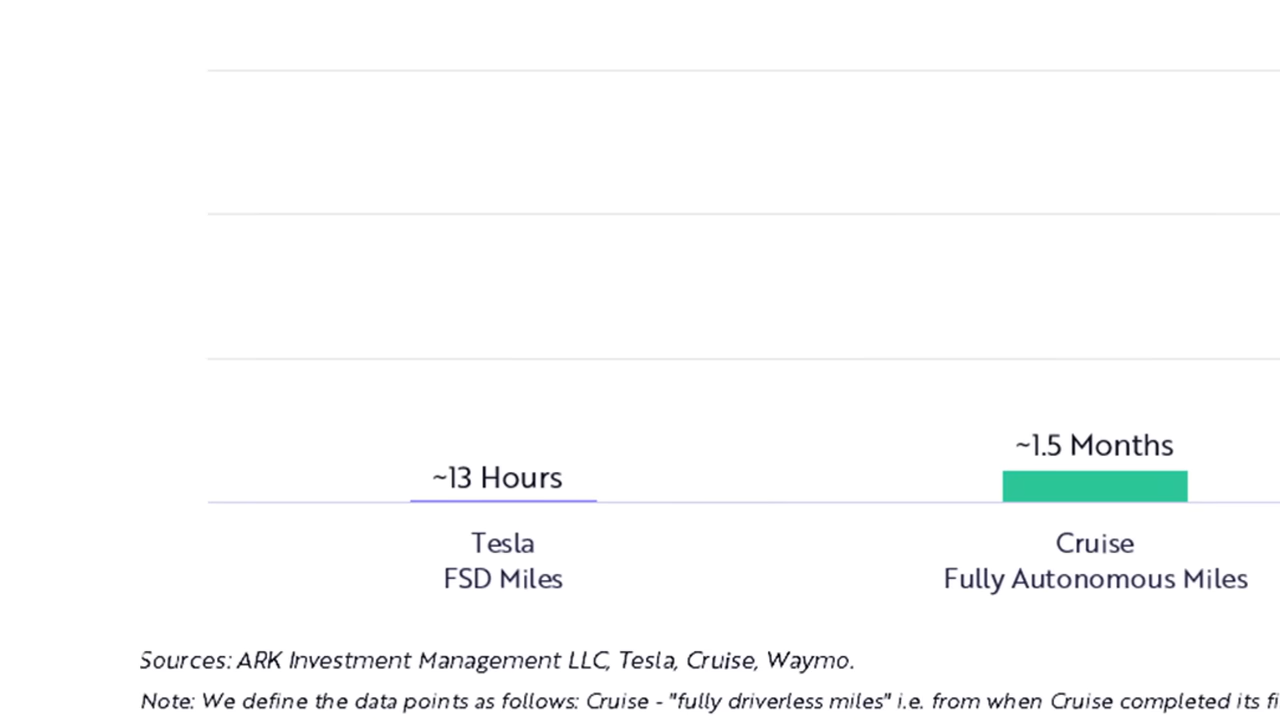 ~13 Hours
~1.5 Months
Tesla
FSD Miles
Cruise
Fully Autonomous Miles
Sources: ARK Investment Management LLC, Tesla, Cruise, Waymo.
Note: We define the data points as follows: Cruise - "fully driverless miles" i.e. from when Cruise completed its